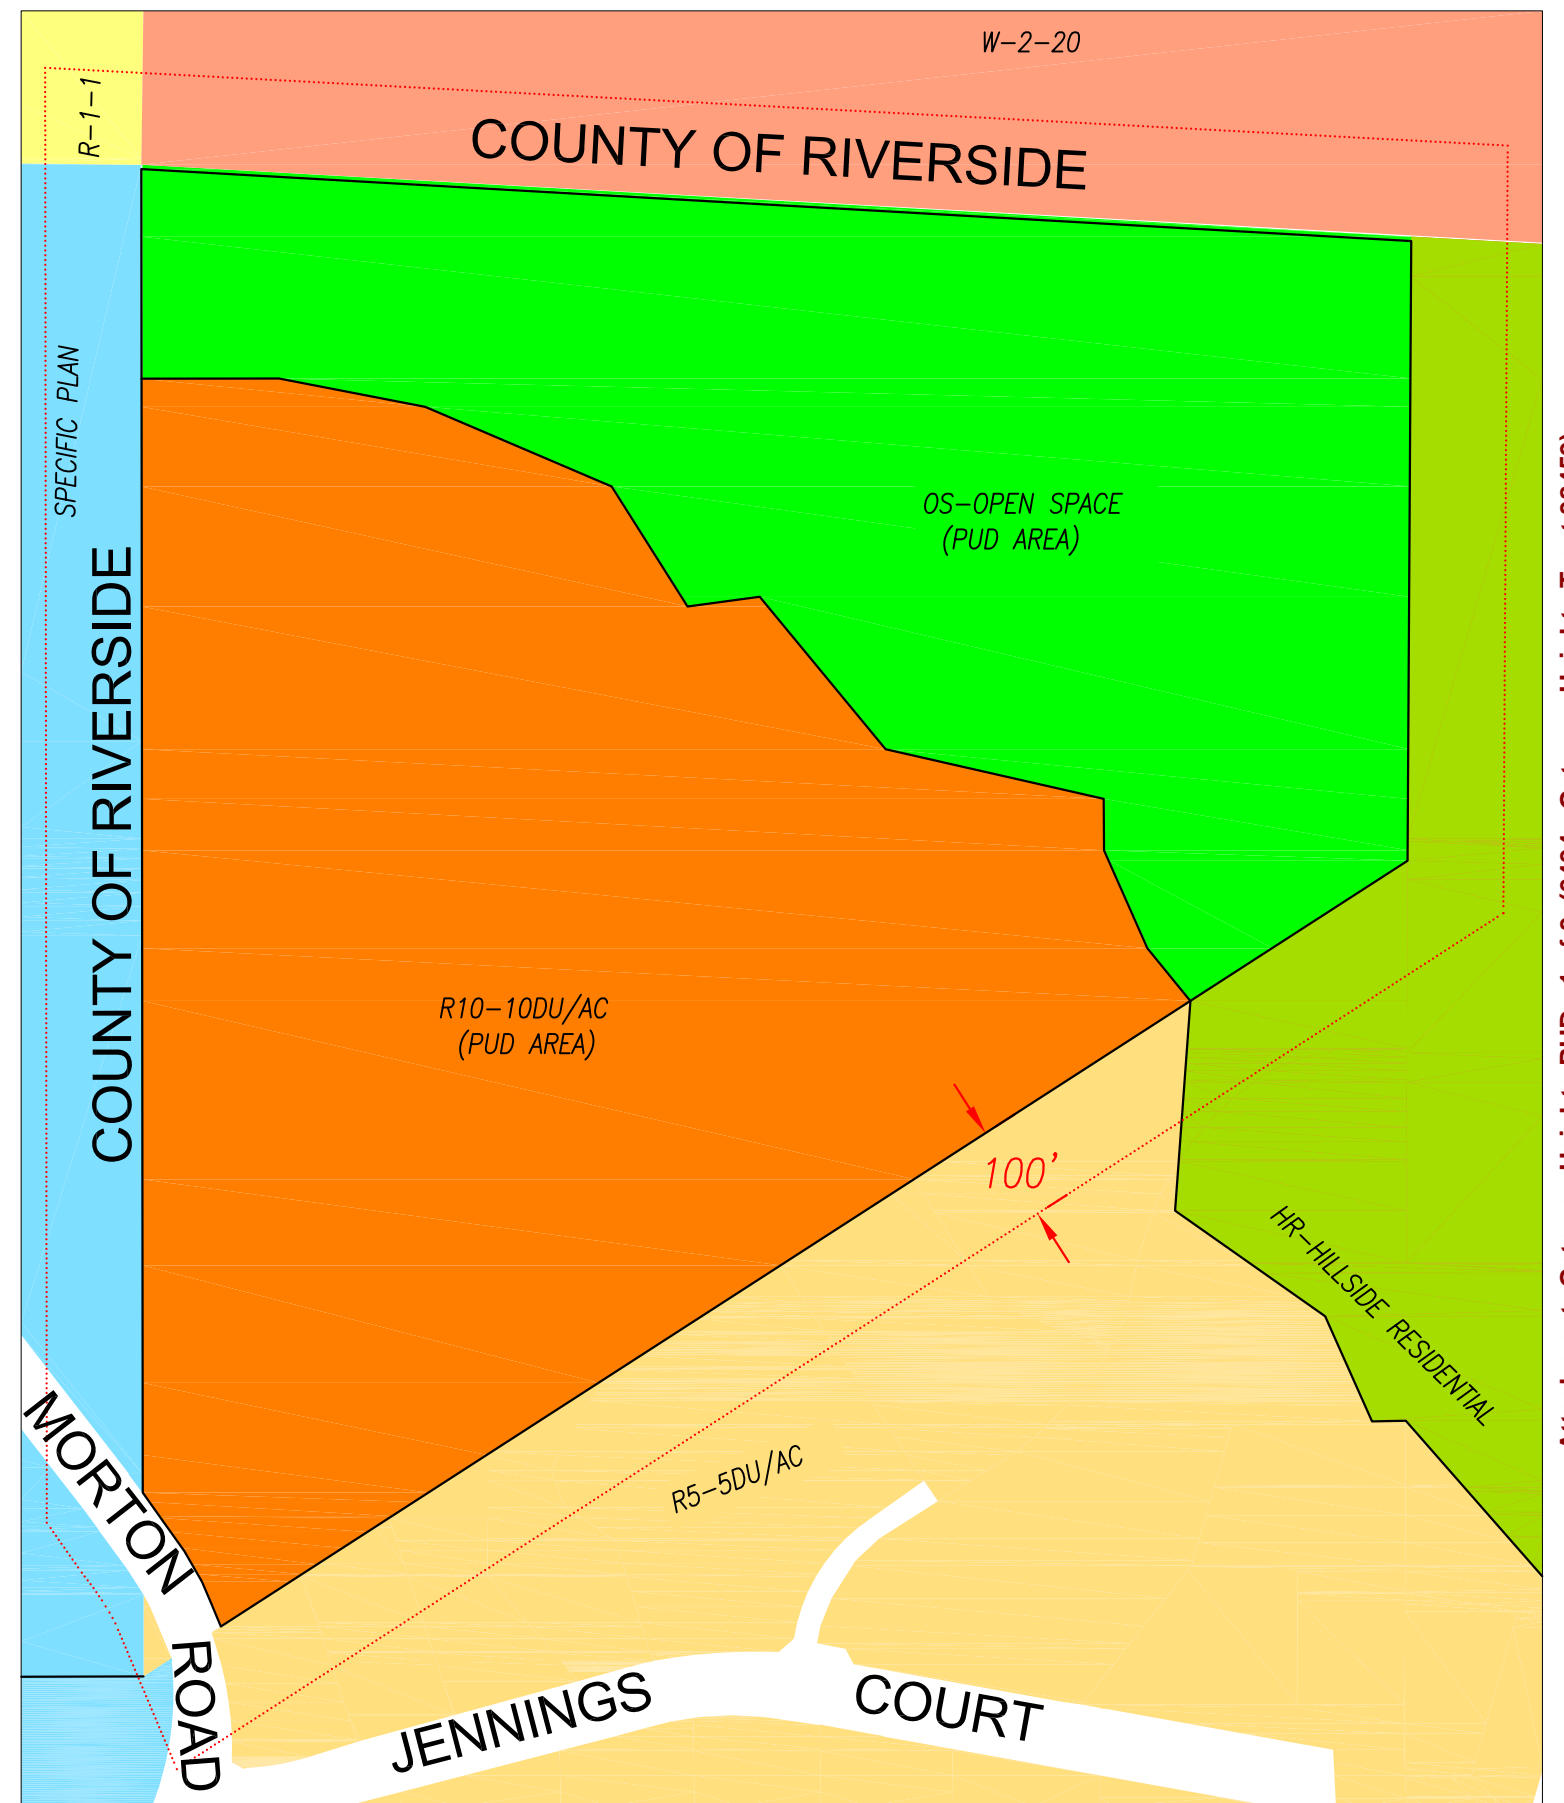 W-2-20
R-1-1
COUNTY OF RIVERSIDE
SPECIFIC PLAN
COUNTY OF RIVERSIDE
OS-OPEN SPACE
(PUD AREA)
R10-10DU/AC
(PUD AREA)
100'
HR-HILLSIDE RESIDENTIAL
R5-5DU/AC
MORTON ROAD
JENNINGS COURT